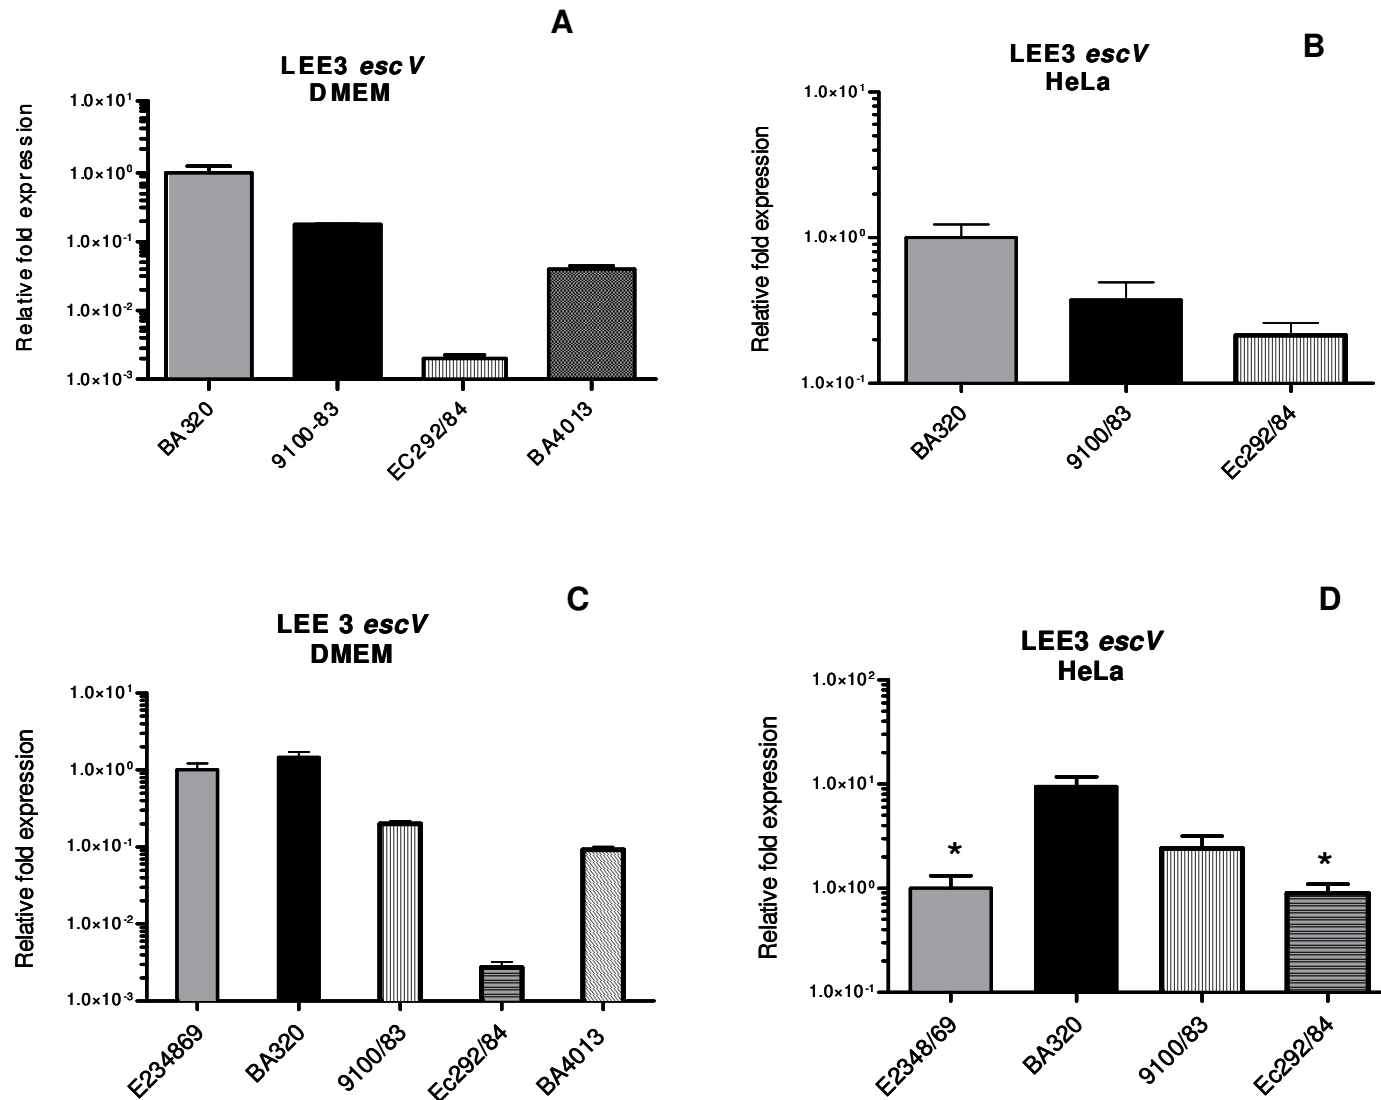 A
LEE3 escV
DMEM
Relative fold expression
1.0×10¹
1.0×10⁰
1.0×10⁻¹
1.0×10⁻²
1.0×10⁻³
BA320
9100-83
EC292/84
BA4013
B
LEE3 escV
HeLa
Relative fold expression
1.0×10¹
1.0×10⁰
1.0×10⁻¹
BA320
9100/83
Ec292/84
C
LEE 3 escV
DMEM
Relative fold expression
1.0×10¹
1.0×10⁰
1.0×10⁻¹
1.0×10⁻²
1.0×10⁻³
E234869
BA320
9100/83
Ec292/84
BA4013
D
LEE3 escV
HeLa
Relative fold expression
1.0×10²
1.0×10¹
1.0×10⁰
1.0×10⁻¹
*
*
E2348/69
BA320
9100/83
Ec292/84